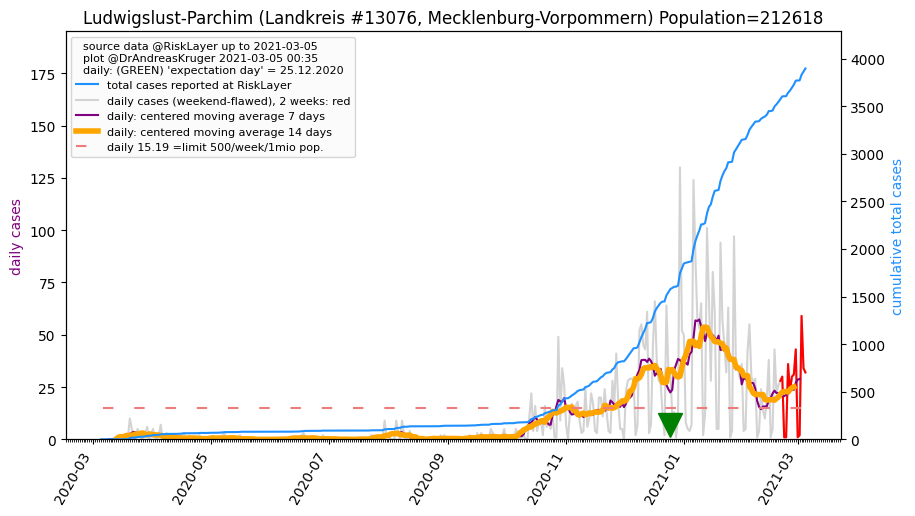 Ludwigslust-Parchim (Landkreis #13076, Mecklenburg-Vorpommern) Population=212618
source data @RiskLayer up to 2021-03-05
plot @DrAndreasKruger 2021-03-05 00:35
daily: (GREEN) 'expectation day' = 25.12.2020
total cases reported at RiskLayer
daily cases (weekend-flawed), 2 weeks: red
daily: centered moving average 7 days
daily: centered moving average 14 days
daily 15.19 =limit 500/week/1mio pop.
daily cases
175
150
125
100
75
50
25
0
cumulative total cases
4000
3500
3000
2500
2000
1500
1000
500
0
2020-03
2020-05
2020-07
2020-09
2020-11
2021-01
2021-03